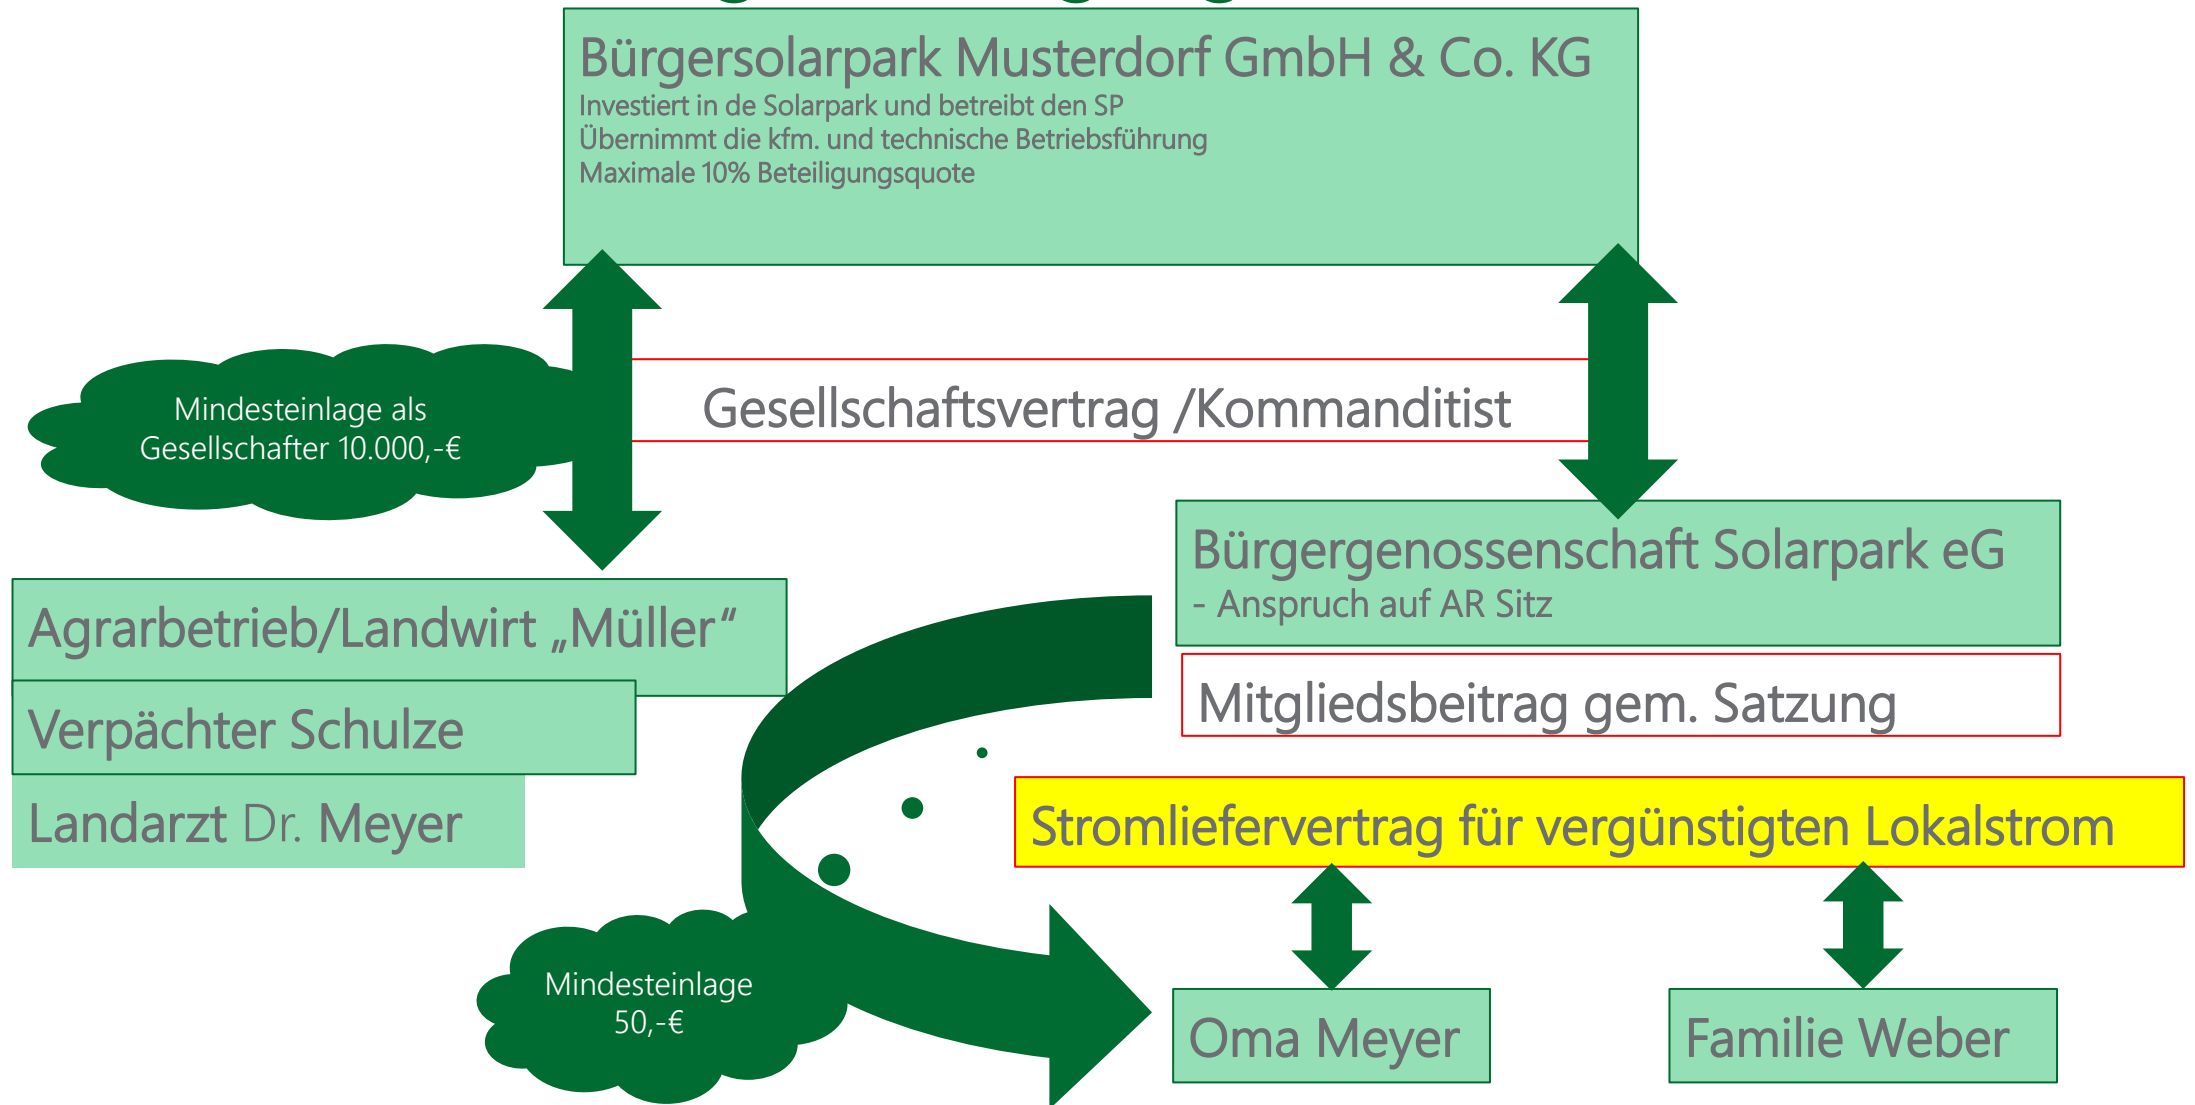 Bürgersolarpark Musterdorf GmbH & Co. KG
Investiert in de Solarpark und betreibt den SP
Übernimmt die kfm. und technische Betriebsführung
Maximale 10% Beteiligungsquote
Mindesteinlage als
Gesellschafter 10.000,-€
Gesellschaftsvertrag /Kommanditist
Bürgergenossenschaft Solarpark eG
- Anspruch auf AR Sitz
Agrarbetrieb/Landwirt „Müller“
Mitgliedsbeitrag gem. Satzung
Verpächter Schulze
Landarzt Dr. Meyer
Stromliefervertrag für vergünstigten Lokalstrom
Mindesteinlage
50,-€
Oma Meyer
Familie Weber